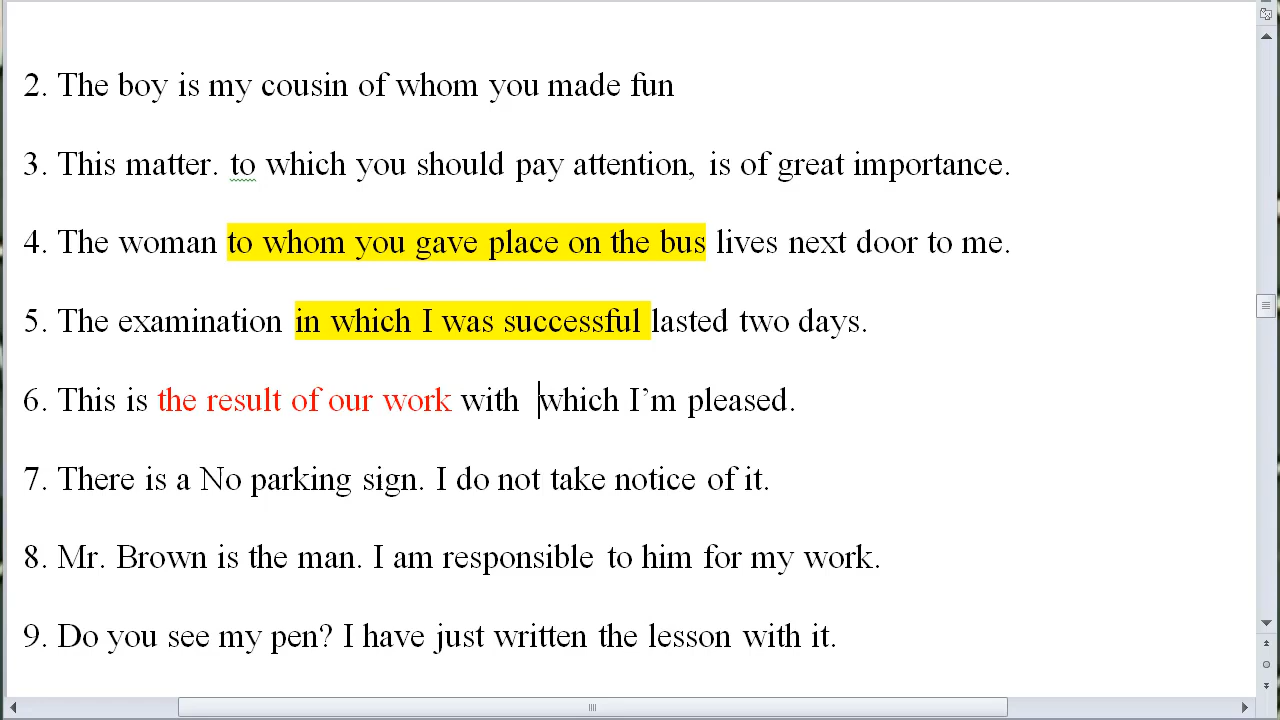 2. The boy is my cousin of whom you made fun
3. This matter. to which you should pay attention, is of great importance.
4. The woman to whom you gave place on the bus lives next door to me.
5. The examination in which I was successful lasted two days.
6. This is the result of our work with which I’m pleased.
7. There is a No parking sign. I do not take notice of it.
8. Mr. Brown is the man. I am responsible to him for my work.
9. Do you see my pen? I have just written the lesson with it.